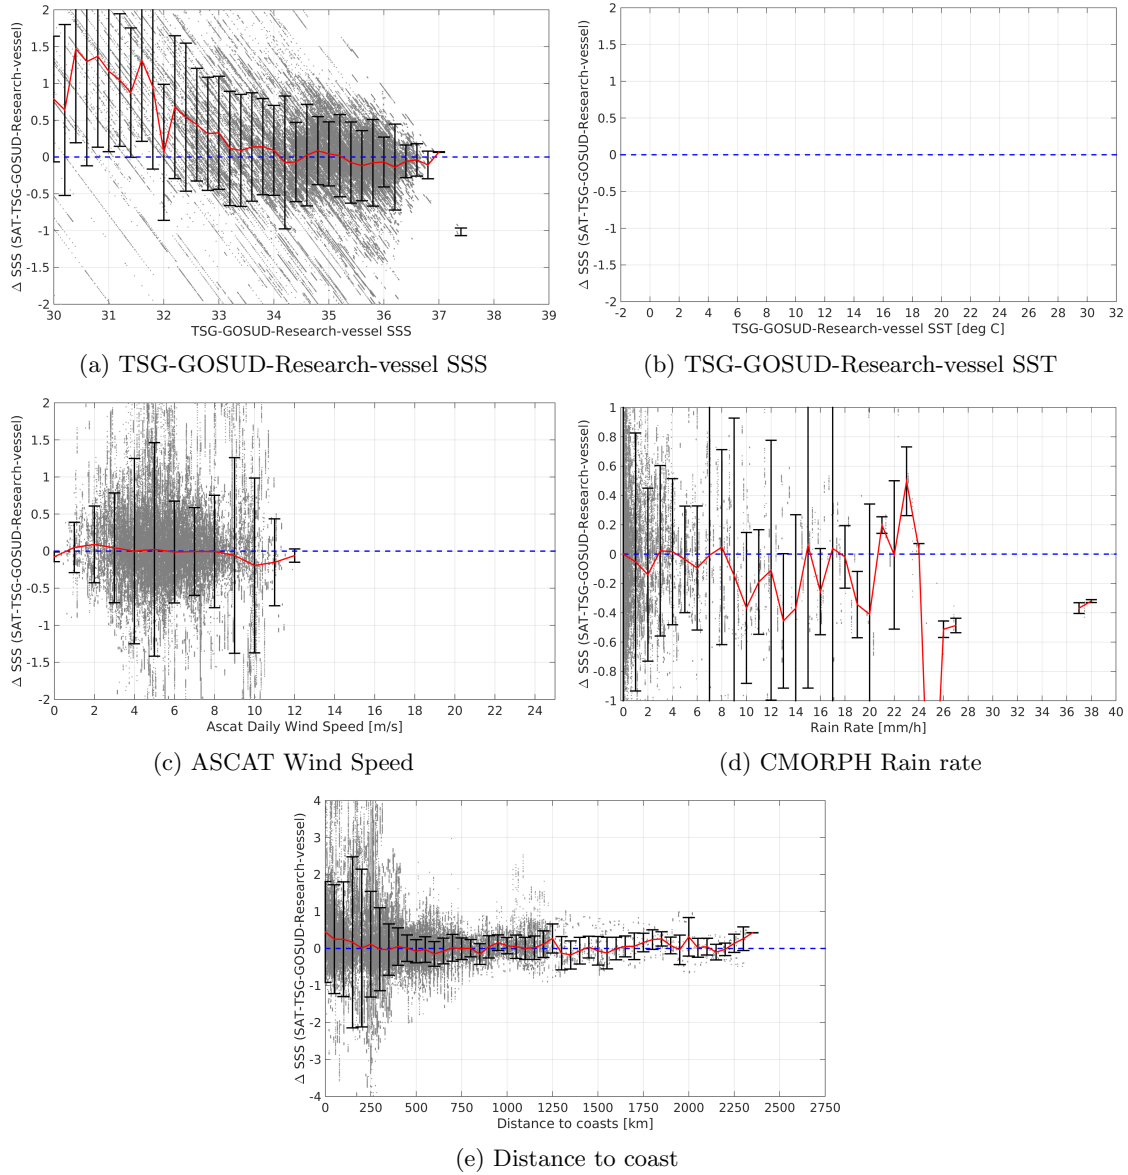 Δ SSS (SAT-TSG-GOSUD-Research-vessel)
2
1.5
1
0.5
0
-0.5
-1
-1.5
-2
30 31 32 33 34 35 36 37 38 39
TSG-GOSUD-Research-vessel SSS
(a) TSG-GOSUD-Research-vessel SSS
Δ SSS (SAT-TSG-GOSUD-Research-vessel)
2
1.5
1
0.5
0
-0.5
-1
-1.5
-2
-2 0 2 4 6 8 10 12 14 16 18 20 22 24 26 28 30 32
TSG-GOSUD-Research-vessel SST [deg C]
(b) TSG-GOSUD-Research-vessel SST
Δ SSS (SAT-TSG-GOSUD-Research-vessel)
2
1.5
1
0.5
0
-0.5
-1
-1.5
-2
0 2 4 6 8 10 12 14 16 18 20 22 24
Ascat Daily Wind Speed [m/s]
(c) ASCAT Wind Speed
Δ SSS (SAT-TSG-GOSUD-Research-vessel)
1
0.8
0.6
0.4
0.2
0
-0.2
-0.4
-0.6
-0.8
-1
0 2 4 6 8 10 12 14 16 18 20 22 24 26 28 30 32 34 36 38 40
Rain Rate [mm/h]
(d) CMORPH Rain rate
Δ SSS (SAT-TSG-GOSUD-Research-vessel)
4
3
2
1
0
-1
-2
-3
-4
0 250 500 750 1000 1250 1500 1750 2000 2250 2500 2750
Distance to coasts [km]
(e) Distance to coast